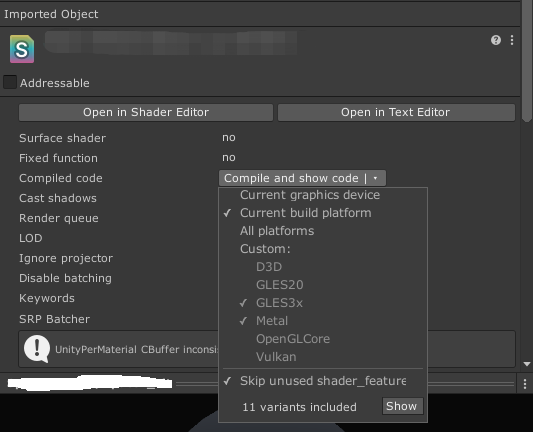 Imported Object
S
Addressable
Open in Shader Editor Open in Text Editor
Surface shader no
Fixed function no
Compiled code Compile and show code |
Cast shadows Current graphics device
Render queue ✓ Current build platform
LOD All platforms
Ignore projector Custom:
Disable batching D3D
Keywords GLES20
SRP Batcher ✓ GLES3x
✓ Metal
OpenGLCore
UnityPerMaterial CBuffer inconsis
Vulkan
✓ Skip unused shader_feature
11 variants included Show